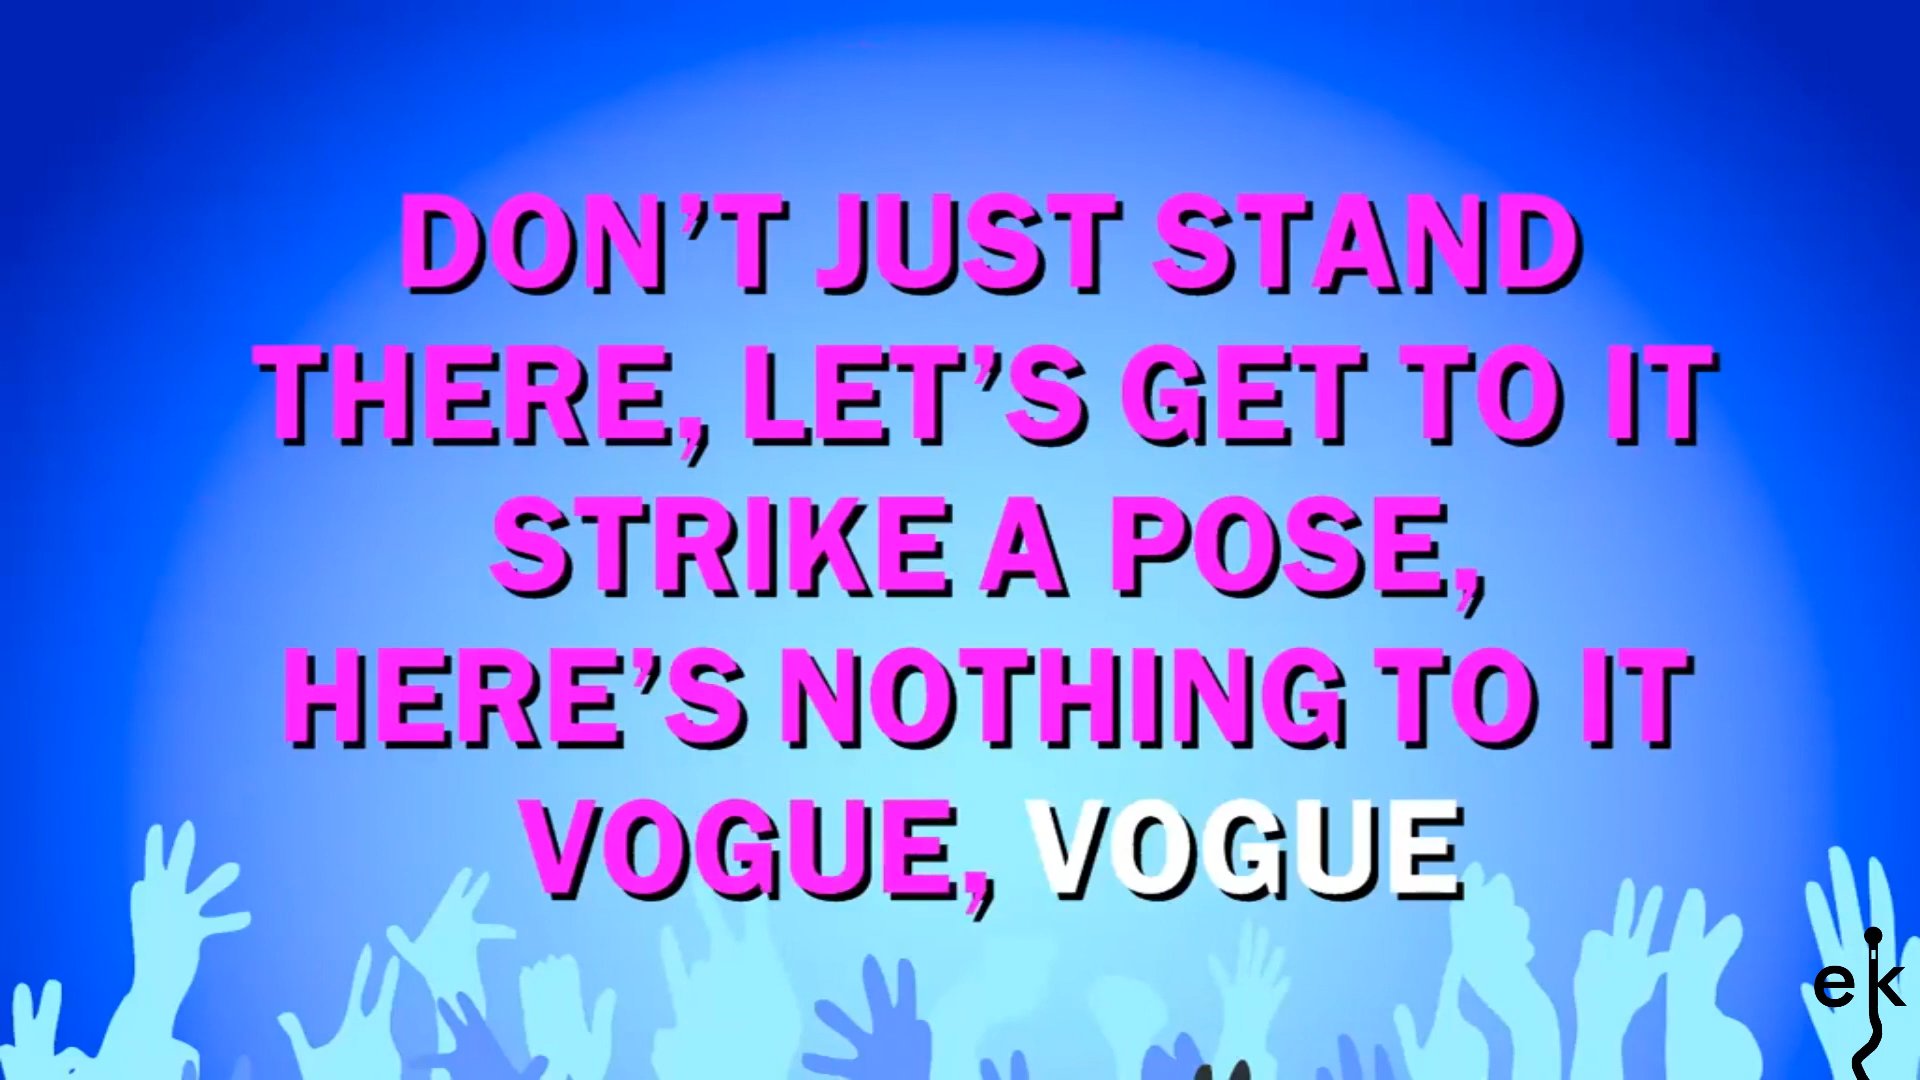 DON’T JUST STAND
THERE, LET’S GET TO IT
STRIKE A POSE,
HERE’S NOTHING TO IT
VOGUE, VOGUE
ek